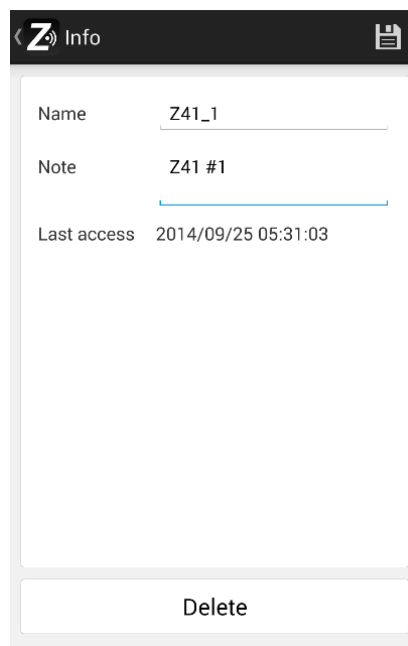 Z Info
Name Z41_1
Note Z41 #1
Last access 2014/09/25 05:31:03
Delete